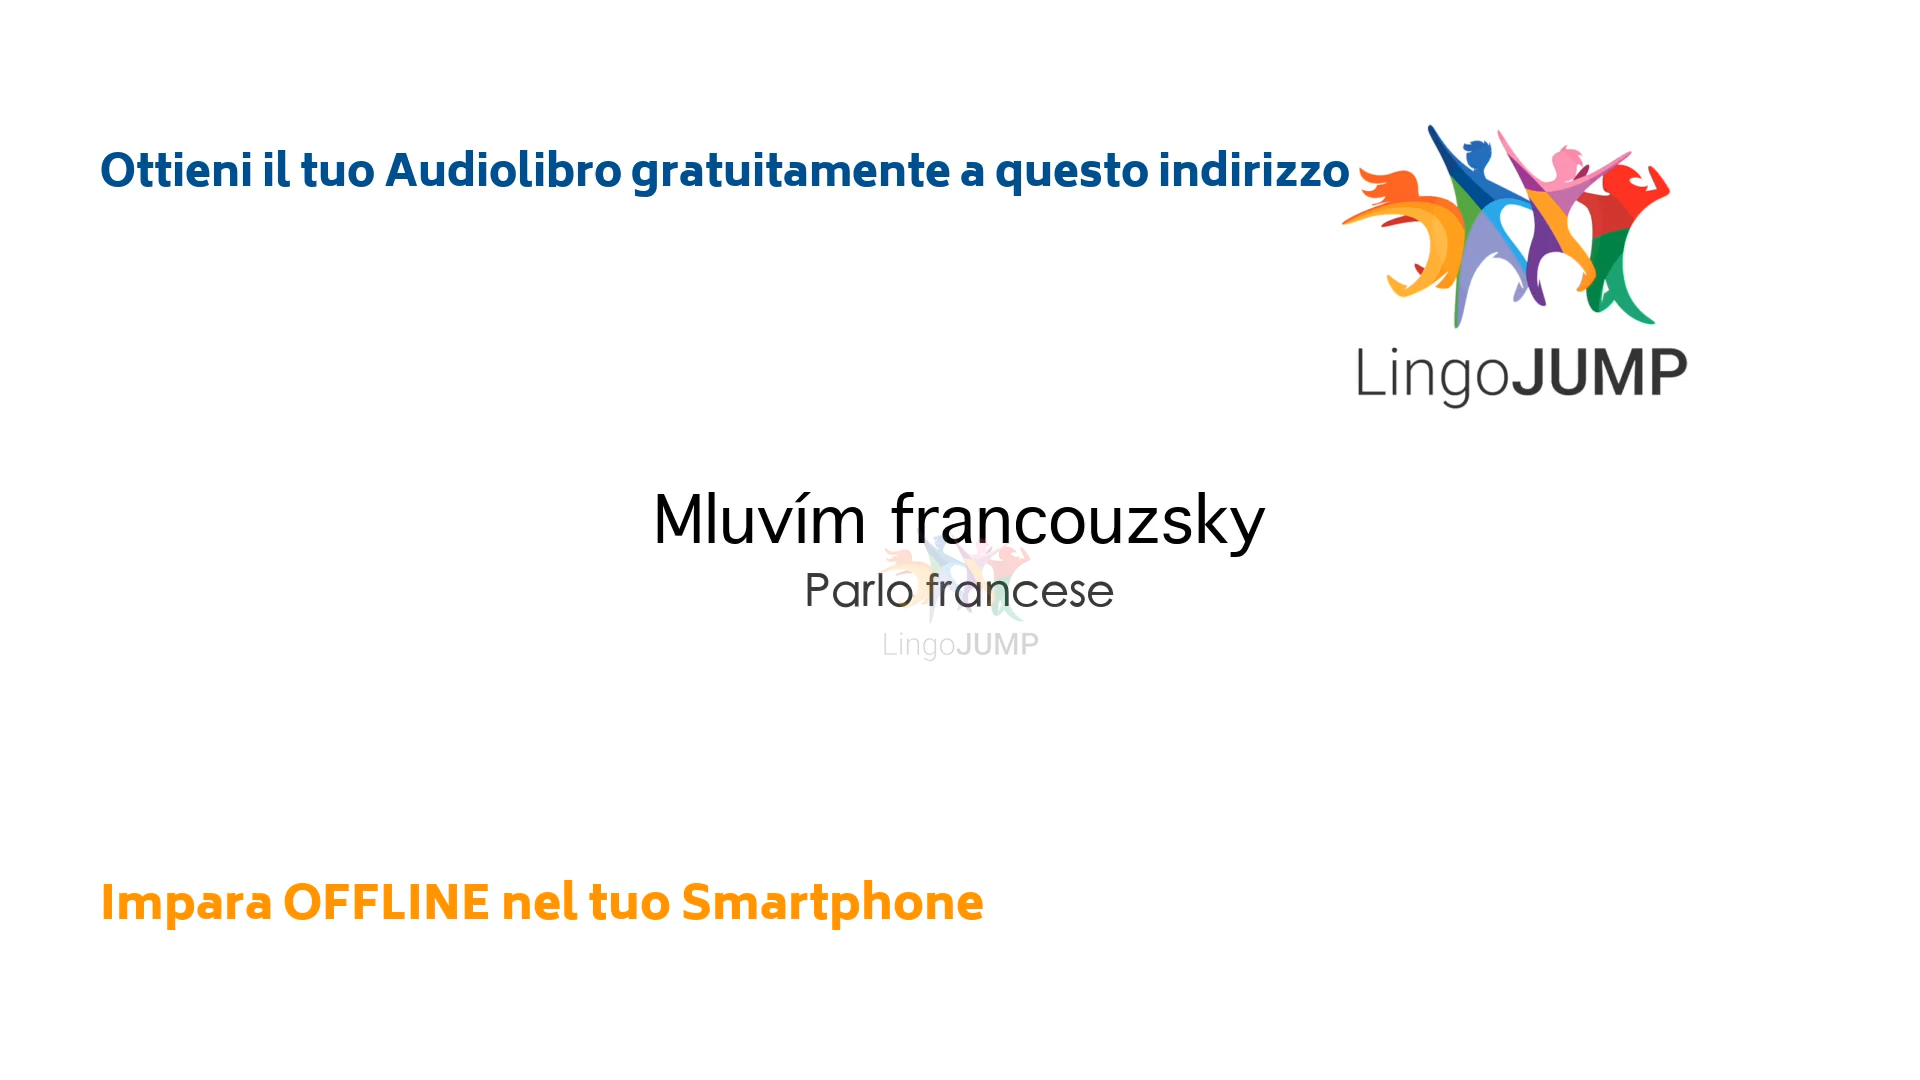 Ottieni il tuo Audiolibro gratuitamente a questo indirizzo
LingoJUMP
Mluvím francouzsky
Parlo francese
LingoJUMP
Impara OFFLINE nel tuo Smartphone